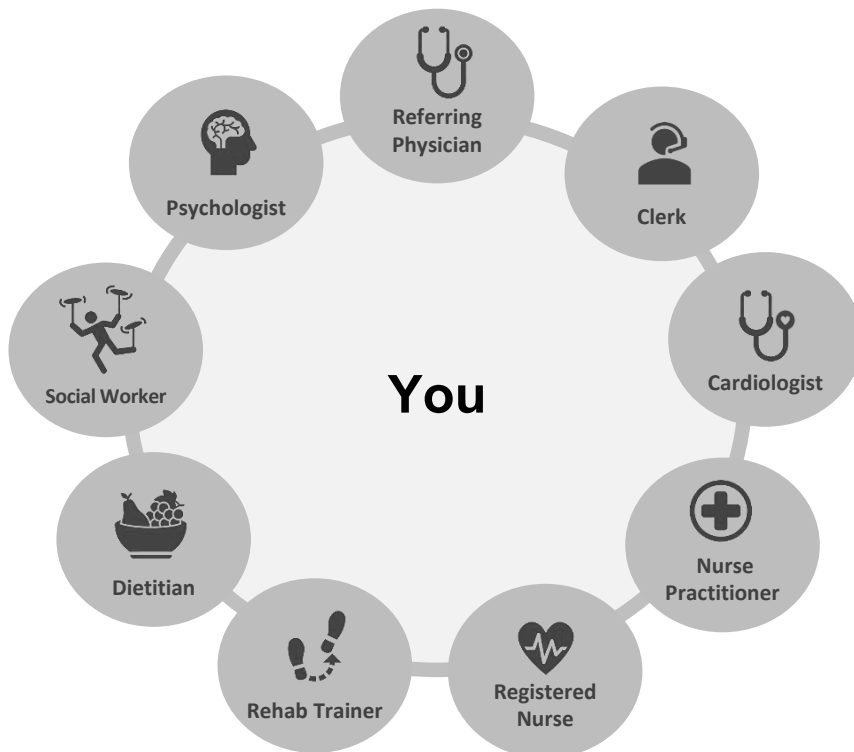 Referring
Physician
Clerk
Cardiologist
Nurse
Practitioner
Registered
Nurse
Rehab Trainer
Dietitian
Social Worker
Psychologist
You